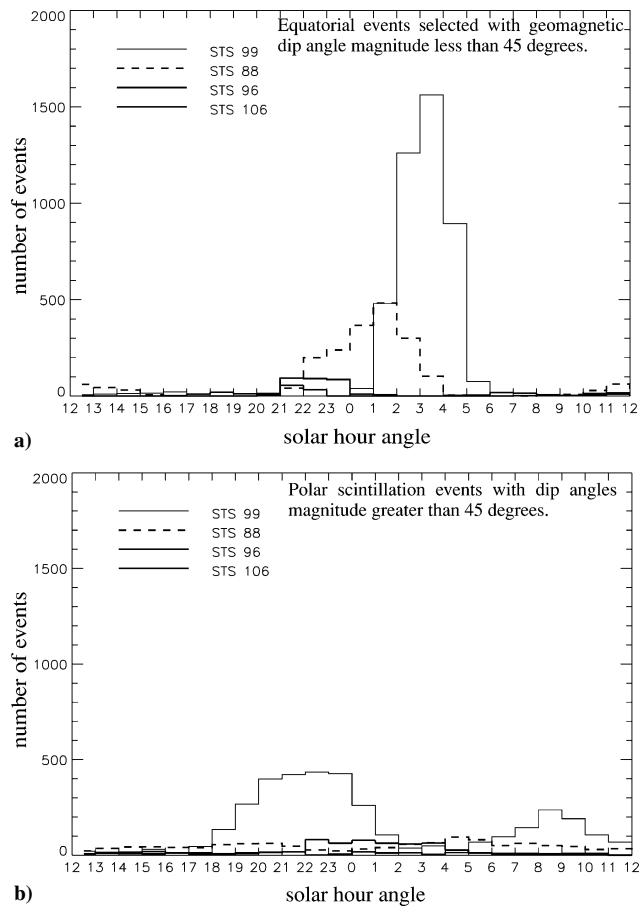 Equatorial events selected with geomagnetic
dip angle magnitude less than 45 degrees.
STS 99
STS 88
STS 96
STS 106
2000
1500
1000
500
0
number of events
12 13 14 15 16 17 18 19 20 21 22 23 0 1 2 3 4 5 6 7 8 9 10 11 12
a)
solar hour angle
Polar scintillation events with dip angles
magnitude greater than 45 degrees.
STS 99
STS 88
STS 96
STS 106
2000
1500
1000
500
0
number of events
12 13 14 15 16 17 18 19 20 21 22 23 0 1 2 3 4 5 6 7 8 9 10 11 12
b)
solar hour angle